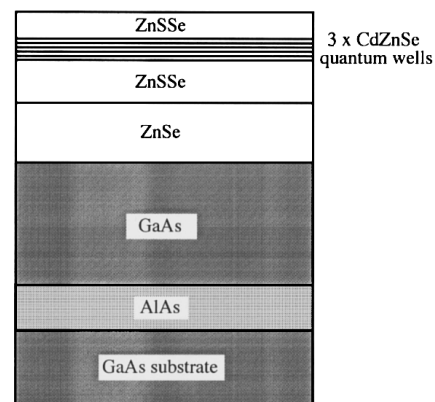 ZnSSe
3 x CdZnSe
quantum wells
ZnSSe
ZnSe
GaAs
AlAs
GaAs substrate